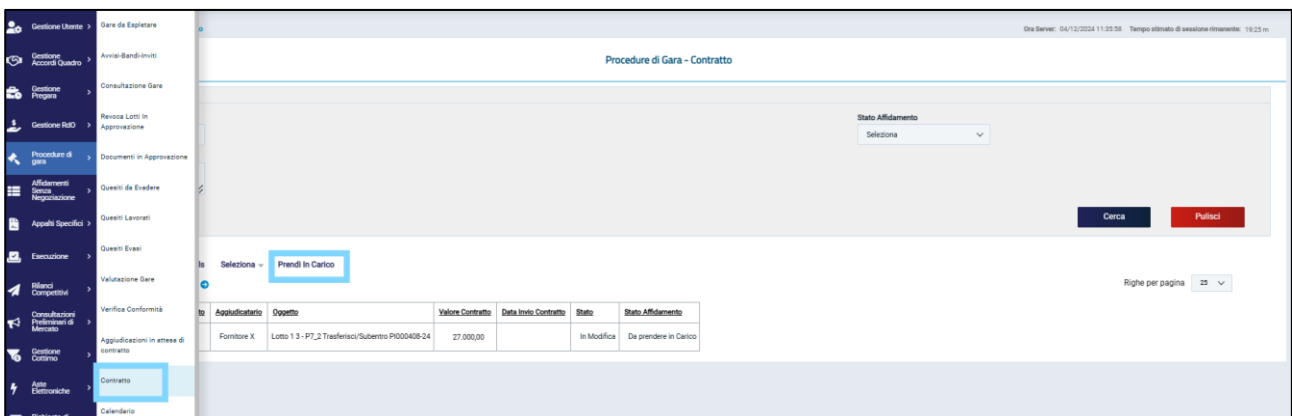 Ora Server: 04/12/2024 11:35:58 Tempo stimato di sessione rimanente: 19:25 m
Gestione Utente
Gestione
Accordi Quadro
Gestione
Pregara
Gestione RdO
Procedure di
gara
Affidamenti
Senza
Negoziazione
Appalti Specifici
Esecuzione
Rilanci
Competitivi
Consultazioni
Preliminari di
Mercato
Gestione
Cottimo
Aste
Elettroniche
Gare da Espletare
Avvisi-Bandi-Inviti
Consultazione Gare
Revoca Lotti In
Approvazione
Documenti in Approvazione
Quesiti da Evadere
Quesiti Lavorati
Quesiti Evasi
Valutazione Gare
Verifica Conformità
Aggiudicazioni in attesa di
contratto
Contratto
Calendario
Procedure di Gara - Contratto
Stato Affidamento
Seleziona
Cerca Pulisci
ls Seleziona Prendi In Carico
Righe per pagina 25
to Aggiudicatario Oggetto Valore Contratto Data Invio Contratto Stato Stato Affidamento
Fornitore X Lotto 1 3 - P7_2 Trasferisci/Subentro PI000408-24 27.000,00 In Modifica Da prendere in Carico